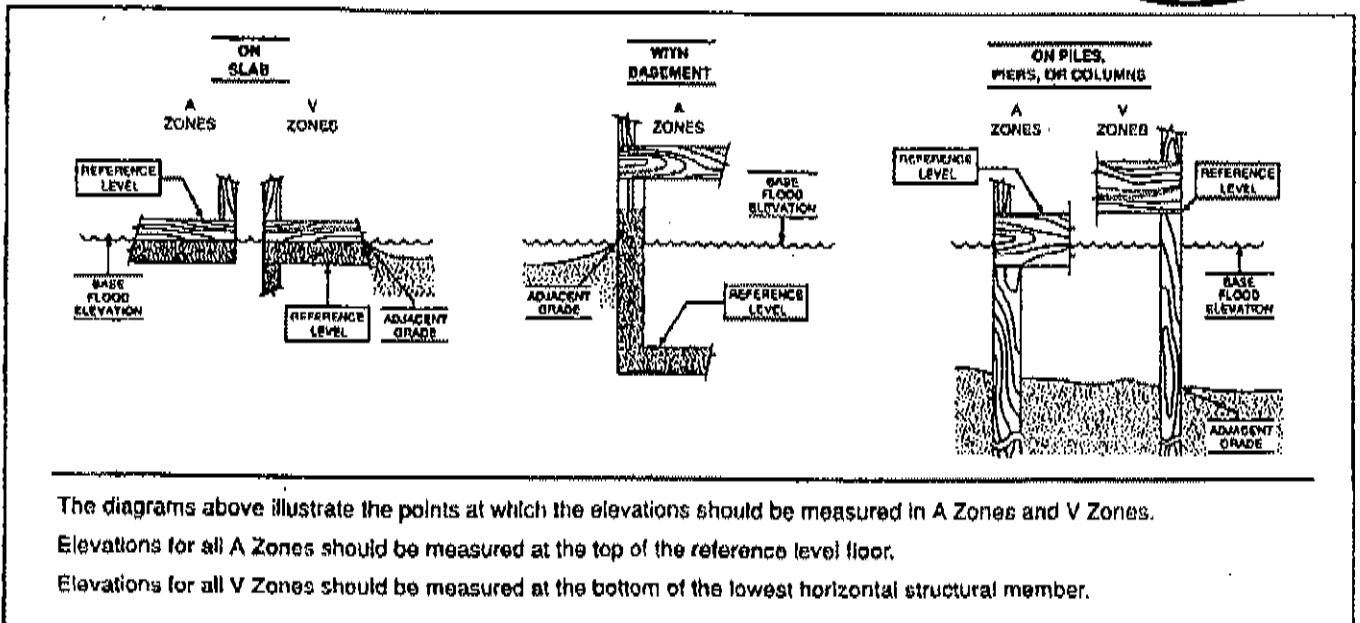 ON
SLAB
A
ZONES
V
ZONES
REFERENCE
LEVEL
BASE
FLOOD
ELEVATION
REFERENCE
LEVEL
ADJACENT
GRADE
WITH
BASEMENT
A
ZONES
BASE
FLOOD
ELEVATION
ADJACENT
GRADE
REFERENCE
LEVEL
ON PILES,
PIERS, OR COLUMNS
A
ZONES
V
ZONES
REFERENCE
LEVEL
REFERENCE
LEVEL
BASE
FLOOD
ELEVATION
ADJACENT
GRADE
The diagrams above illustrate the points at which the elevations should be measured in A Zones and V Zones.
Elevations for all A Zones should be measured at the top of the reference level floor.
Elevations for all V Zones should be measured at the bottom of the lowest horizontal structural member.